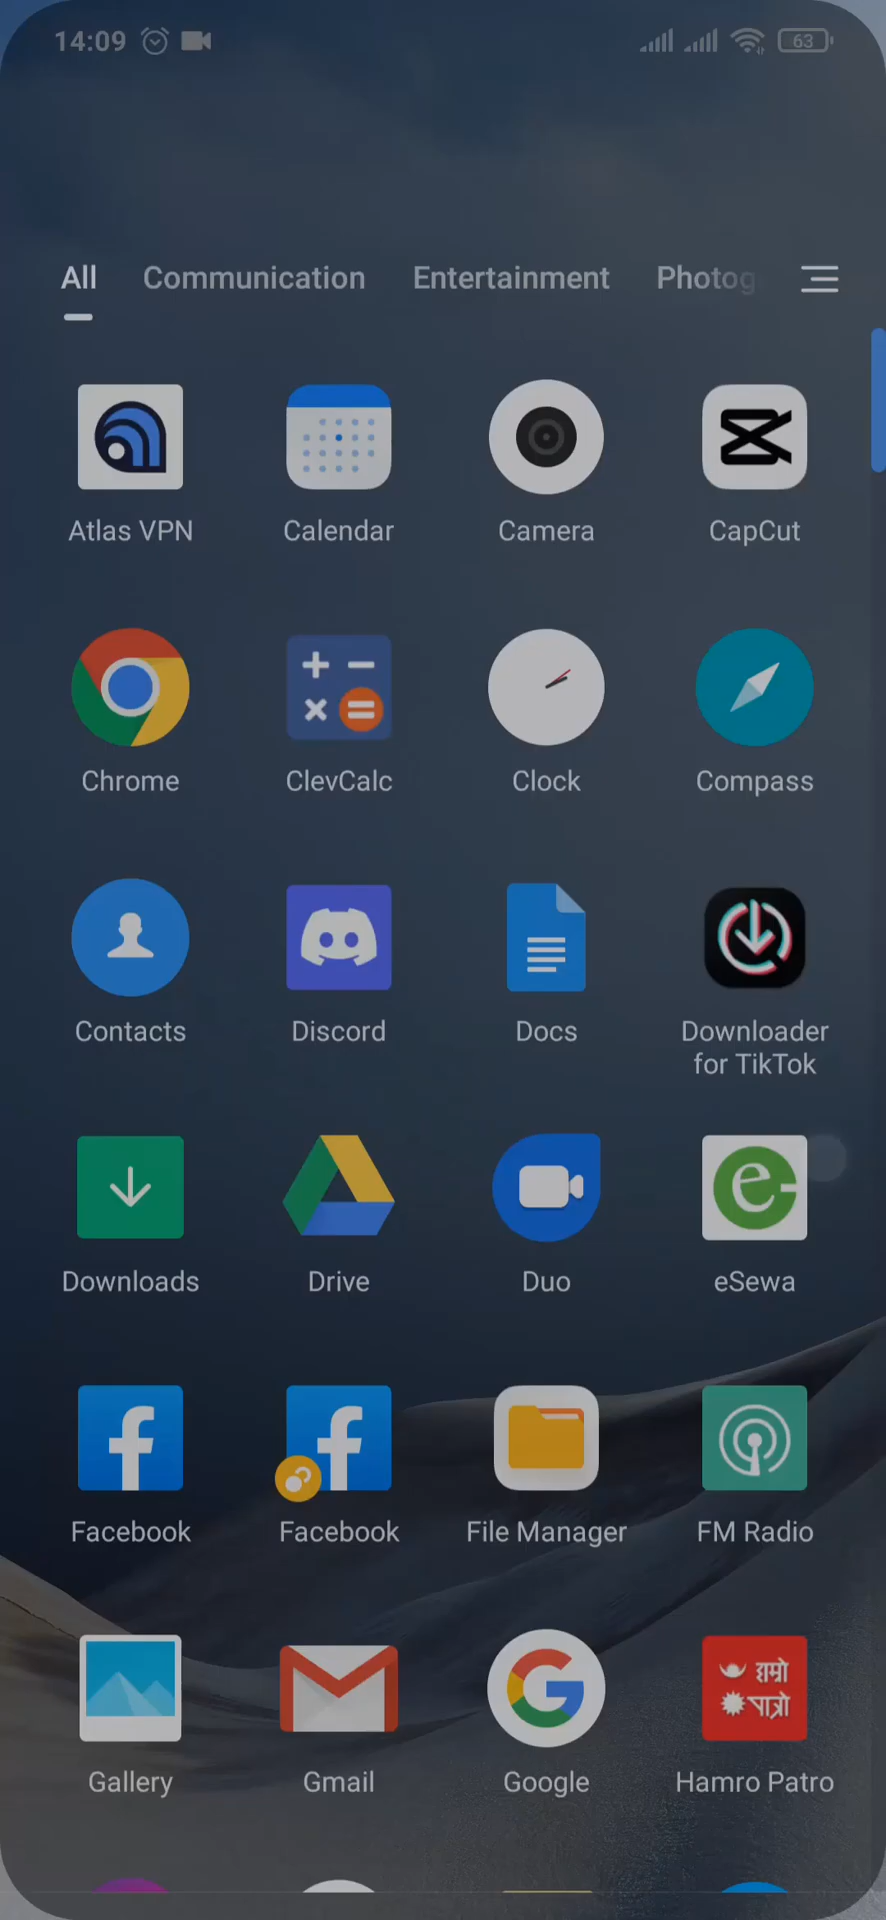 14:09
63
All Communication Entertainment Photog
Atlas VPN Calendar Camera CapCut
Chrome ClevCalc Clock Compass
Contacts Discord Docs Downloader
for TikTok
Downloads Drive Duo eSewa
Facebook Facebook File Manager FM Radio
हाम्रो
पात्रो
Gallery Gmail Google Hamro Patro